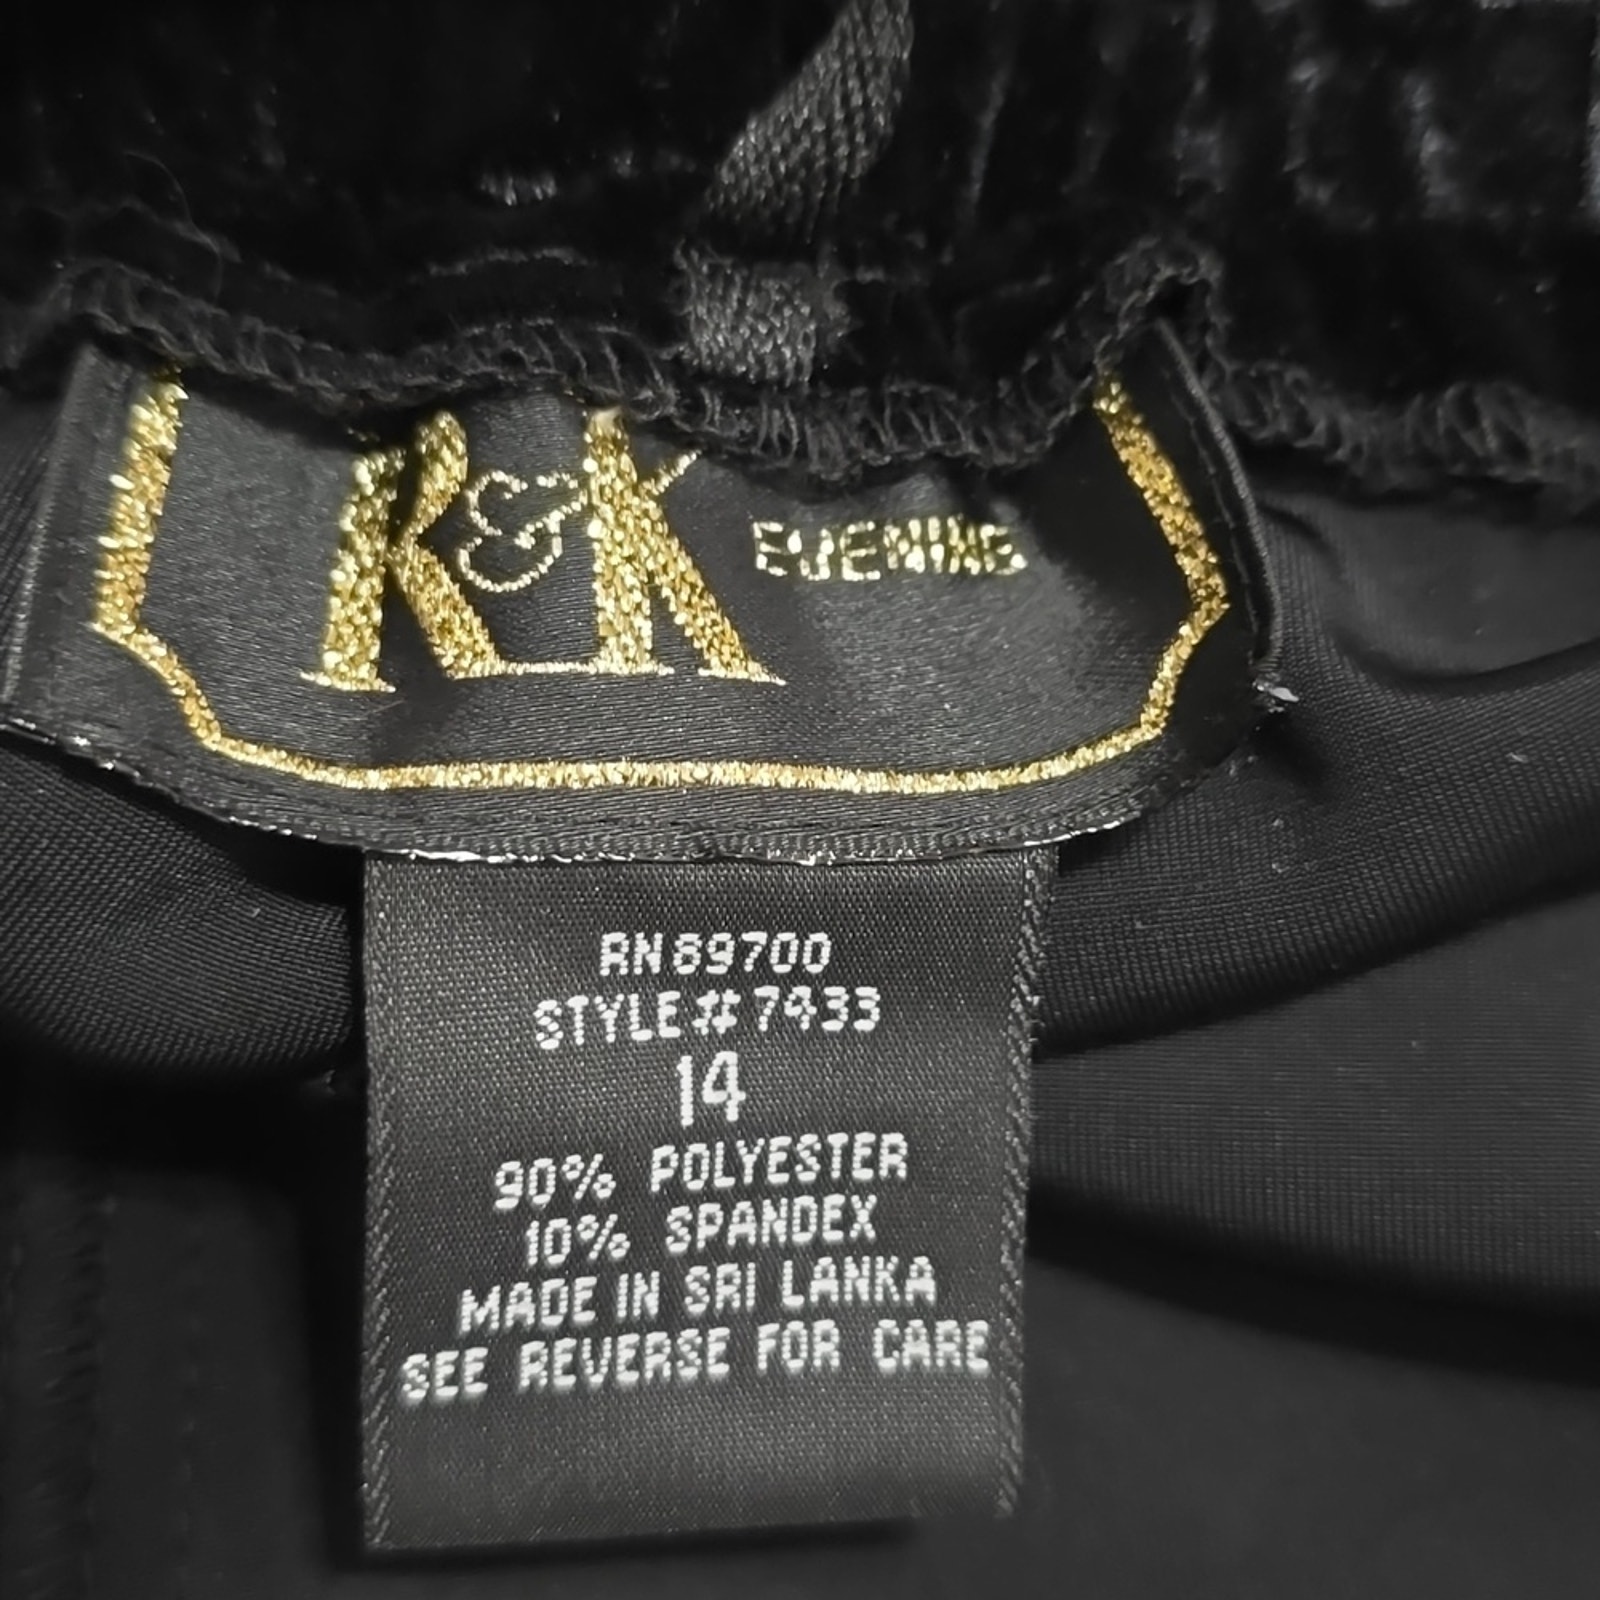 K&K EVENING
RN 89700
STYLE# 7433
14
90% POLYESTER
10% SPANDEX
MADE IN SRI LANKA
SEE REVERSE FOR CARE